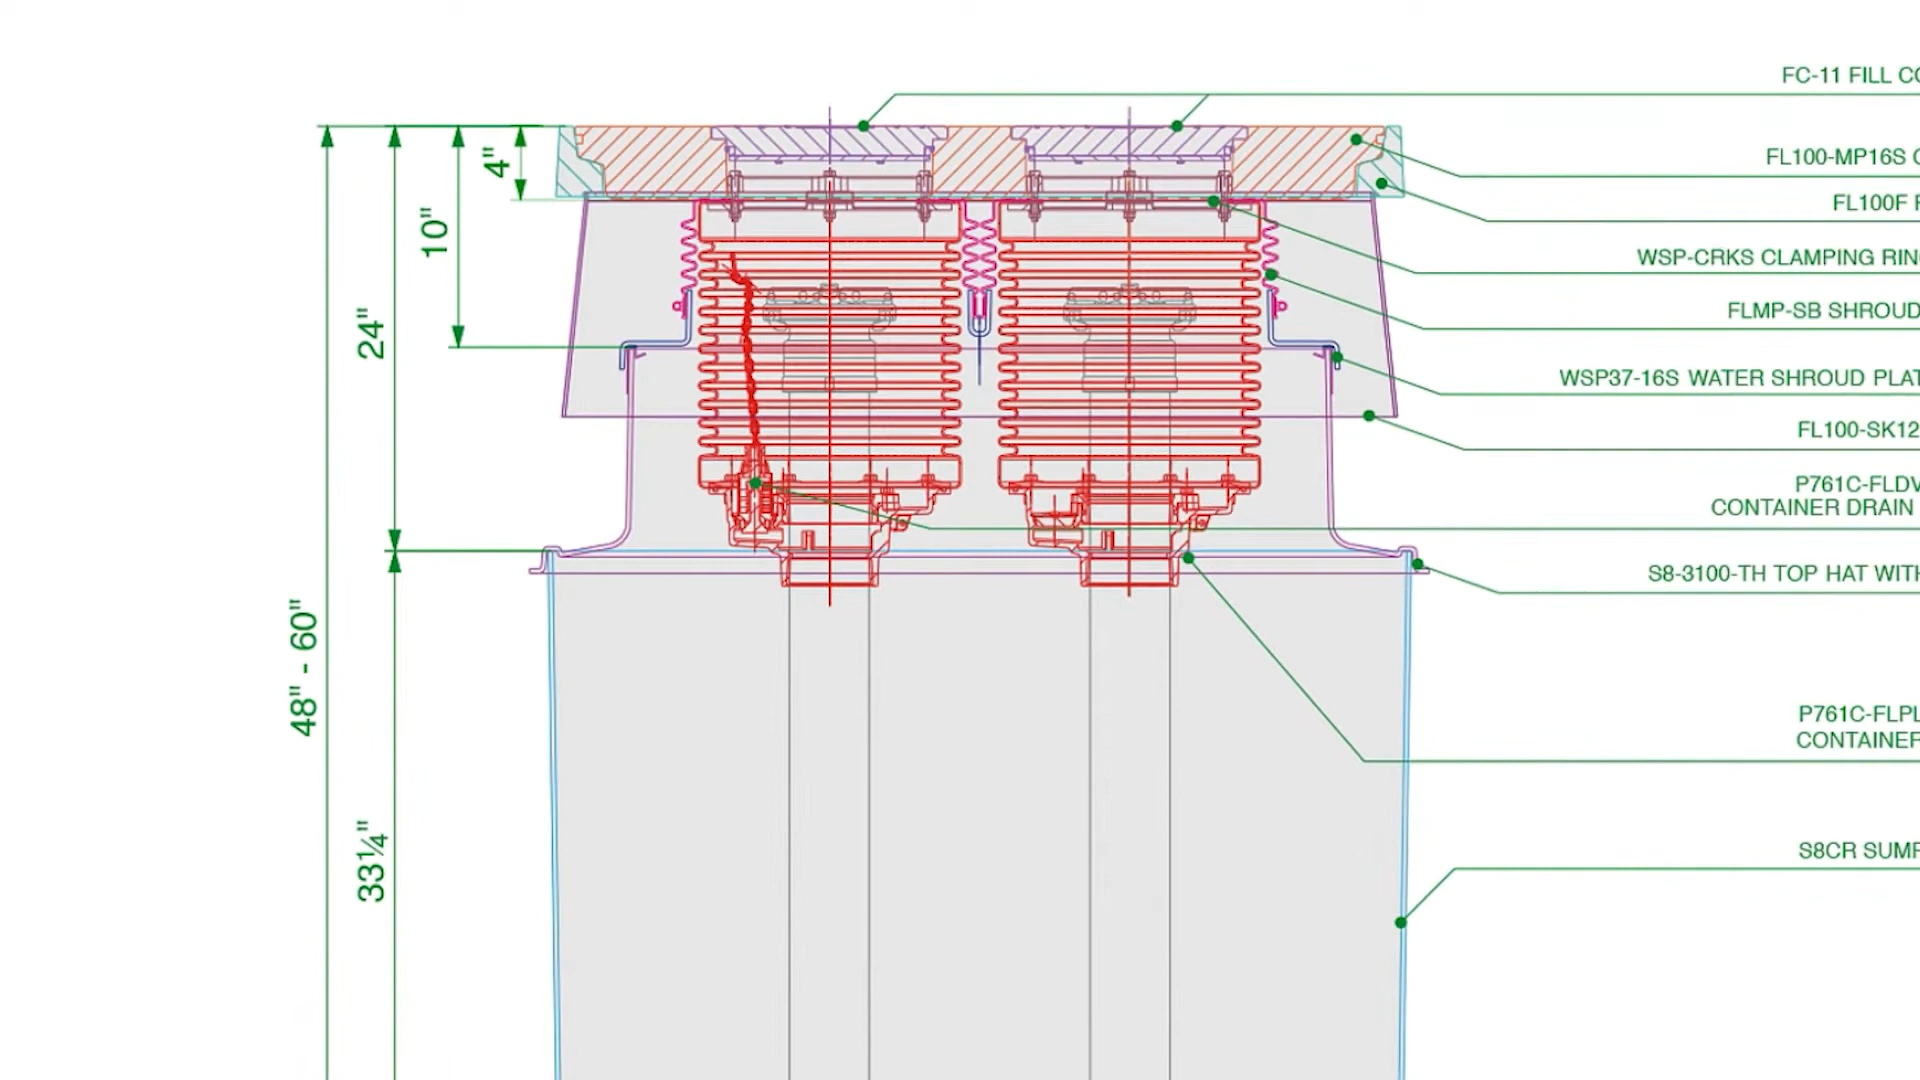 FC-11 FILL CO
FL100-MP16S
FL100F
WSP-CRKS CLAMPING RIN
FLMP-SB SHROUD
WSP37-16S WATER SHROUD PLAT
FL100-SK12
P761C-FLDV
CONTAINER DRAIN
S8-3100-TH TOP HAT WITH
P761C-FLPL
CONTAINER
S8CR SUMP
4"
10"
24"
48" - 60"
33¼"